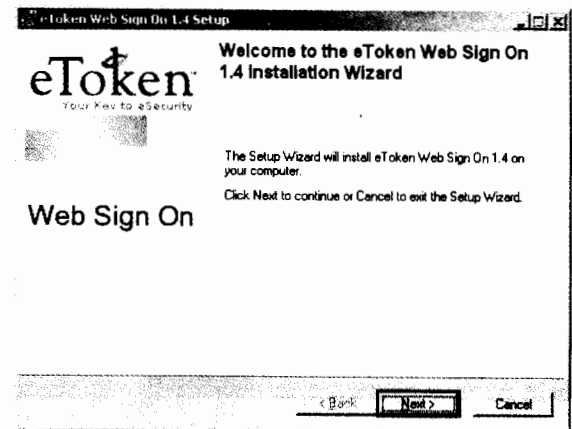 eToken Web Sign On 1.4 Setup
Welcome to the eToken Web Sign On
1.4 Installation Wizard
eToken
Your Key to eSecurity
The Setup Wizard will install eToken Web Sign On 1.4 on
your computer.
Click Next to continue or Cancel to exit the Setup Wizard.
Web Sign On
< Back
Next >
Cancel